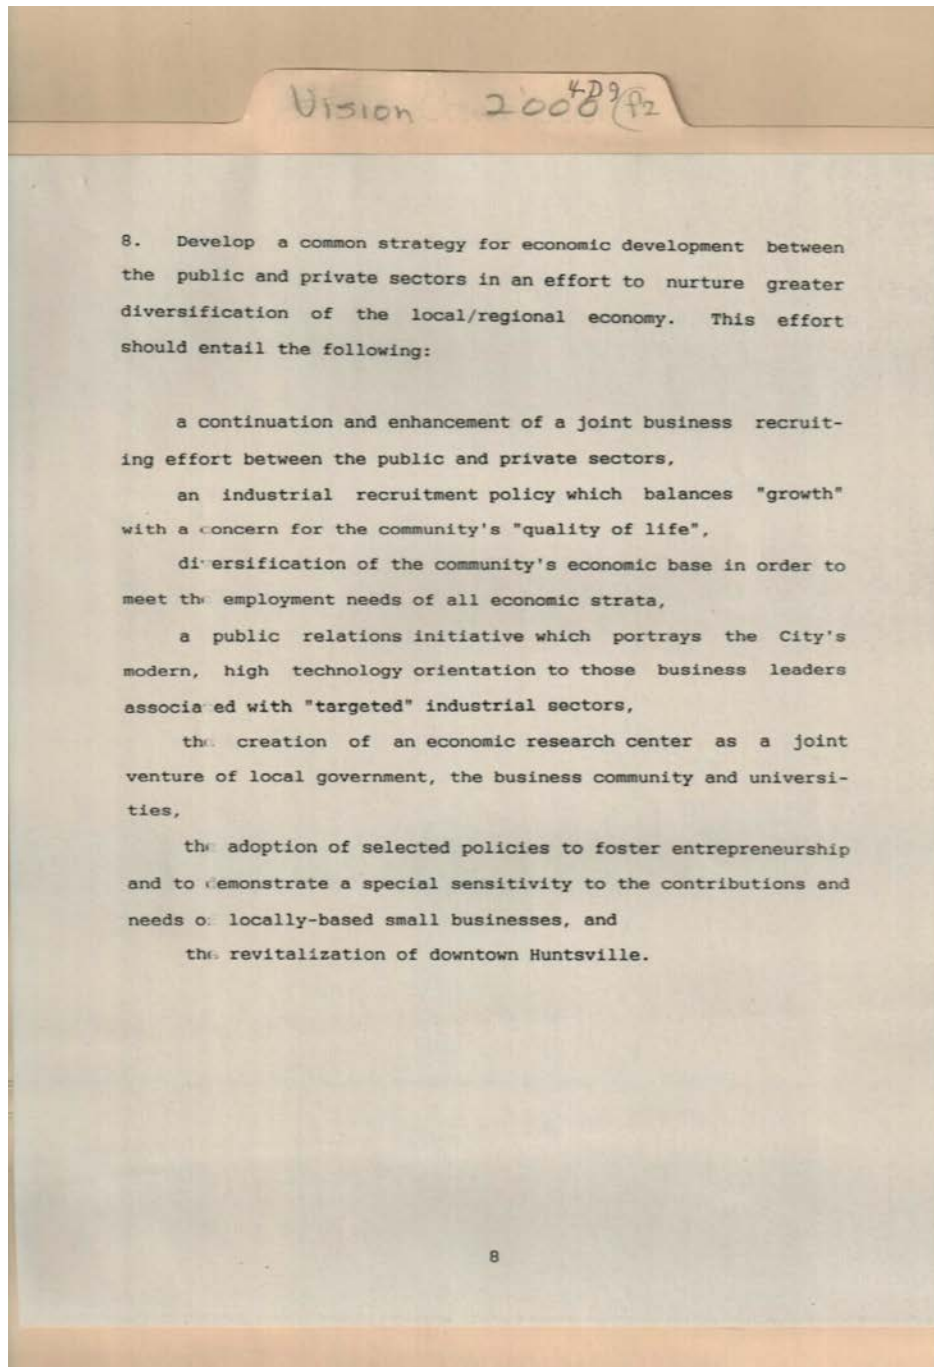 Vision 2000
4D9
8. Develop a common strategy for economic development between
the public and private sectors in an effort to nurture greater
diversification of the local/regional economy. This effort
should entail the following:
a continuation and enhancement of a joint business recruit-
ing effort between the public and private sectors,
an industrial recruitment policy which balances "growth"
with a concern for the community's "quality of life",
diversification of the community's economic base in order to
meet the employment needs of all economic strata,
a public relations initiative which portrays the City's
modern, high technology orientation to those business leaders
associated with "targeted" industrial sectors,
the creation of an economic research center as a joint
venture of local government, the business community and universi-
ties,
the adoption of selected policies to foster entrepreneurship
and to demonstrate a special sensitivity to the contributions and
needs of locally-based small businesses, and
the revitalization of downtown Huntsville.
8